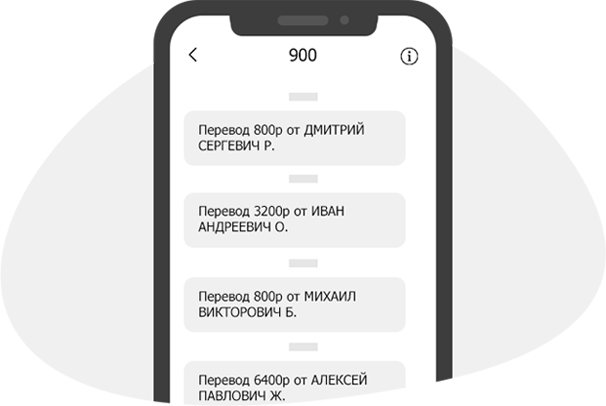 900
Перевод 800р от ДМИТРИЙ
СЕРГЕВИЧ Р.
Перевод 3200р от ИВАН
АНДРЕЕВИЧ О.
Перевод 800р от МИХАИЛ
ВИКТОРОВИЧ Б.
Перевод 6400р от АЛЕКСЕЙ
ПАВЛОВИЧ Ж.